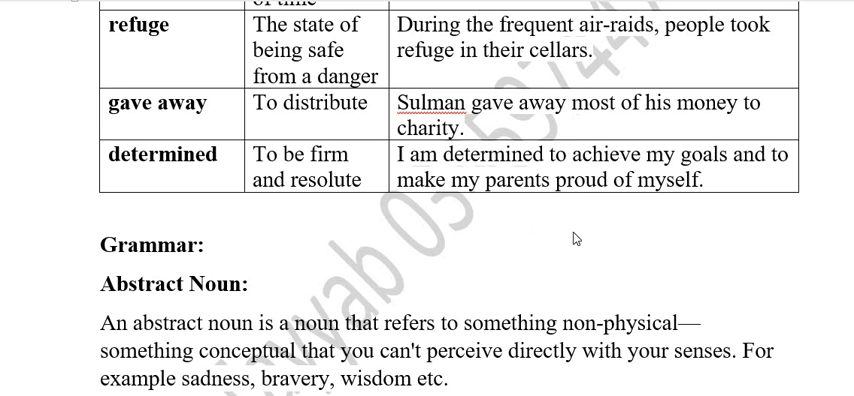 refuge The state of During the frequent air-raids, people took
being safe refuge in their cellars.
from a danger
gave away To distribute Sulman gave away most of his money to
charity.
determined To be firm I am determined to achieve my goals and to
and resolute make my parents proud of myself.
Grammar:
Abstract Noun:
An abstract noun is a noun that refers to something non-physical—
something conceptual that you can't perceive directly with your senses. For
example sadness, bravery, wisdom etc.